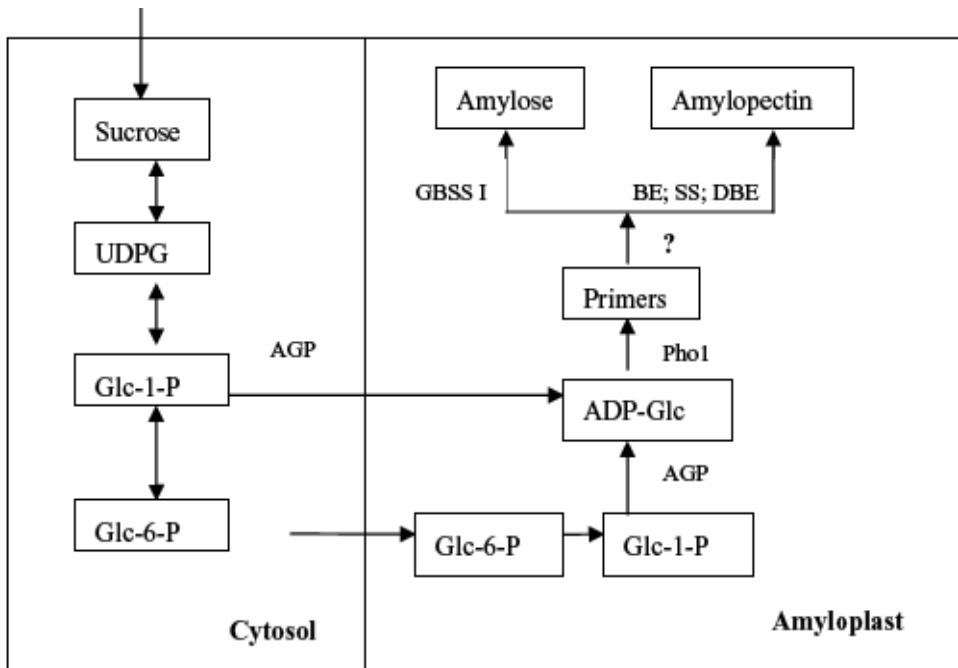 Sucrose
UDPG
Glc-1-P
Glc-6-P
Cytosol
AGP
Amylose
Amylopectin
GBSS I
BE; SS; DBE
?
Primers
Pho1
ADP-Glc
AGP
Glc-6-P
Glc-1-P
Amyloplast